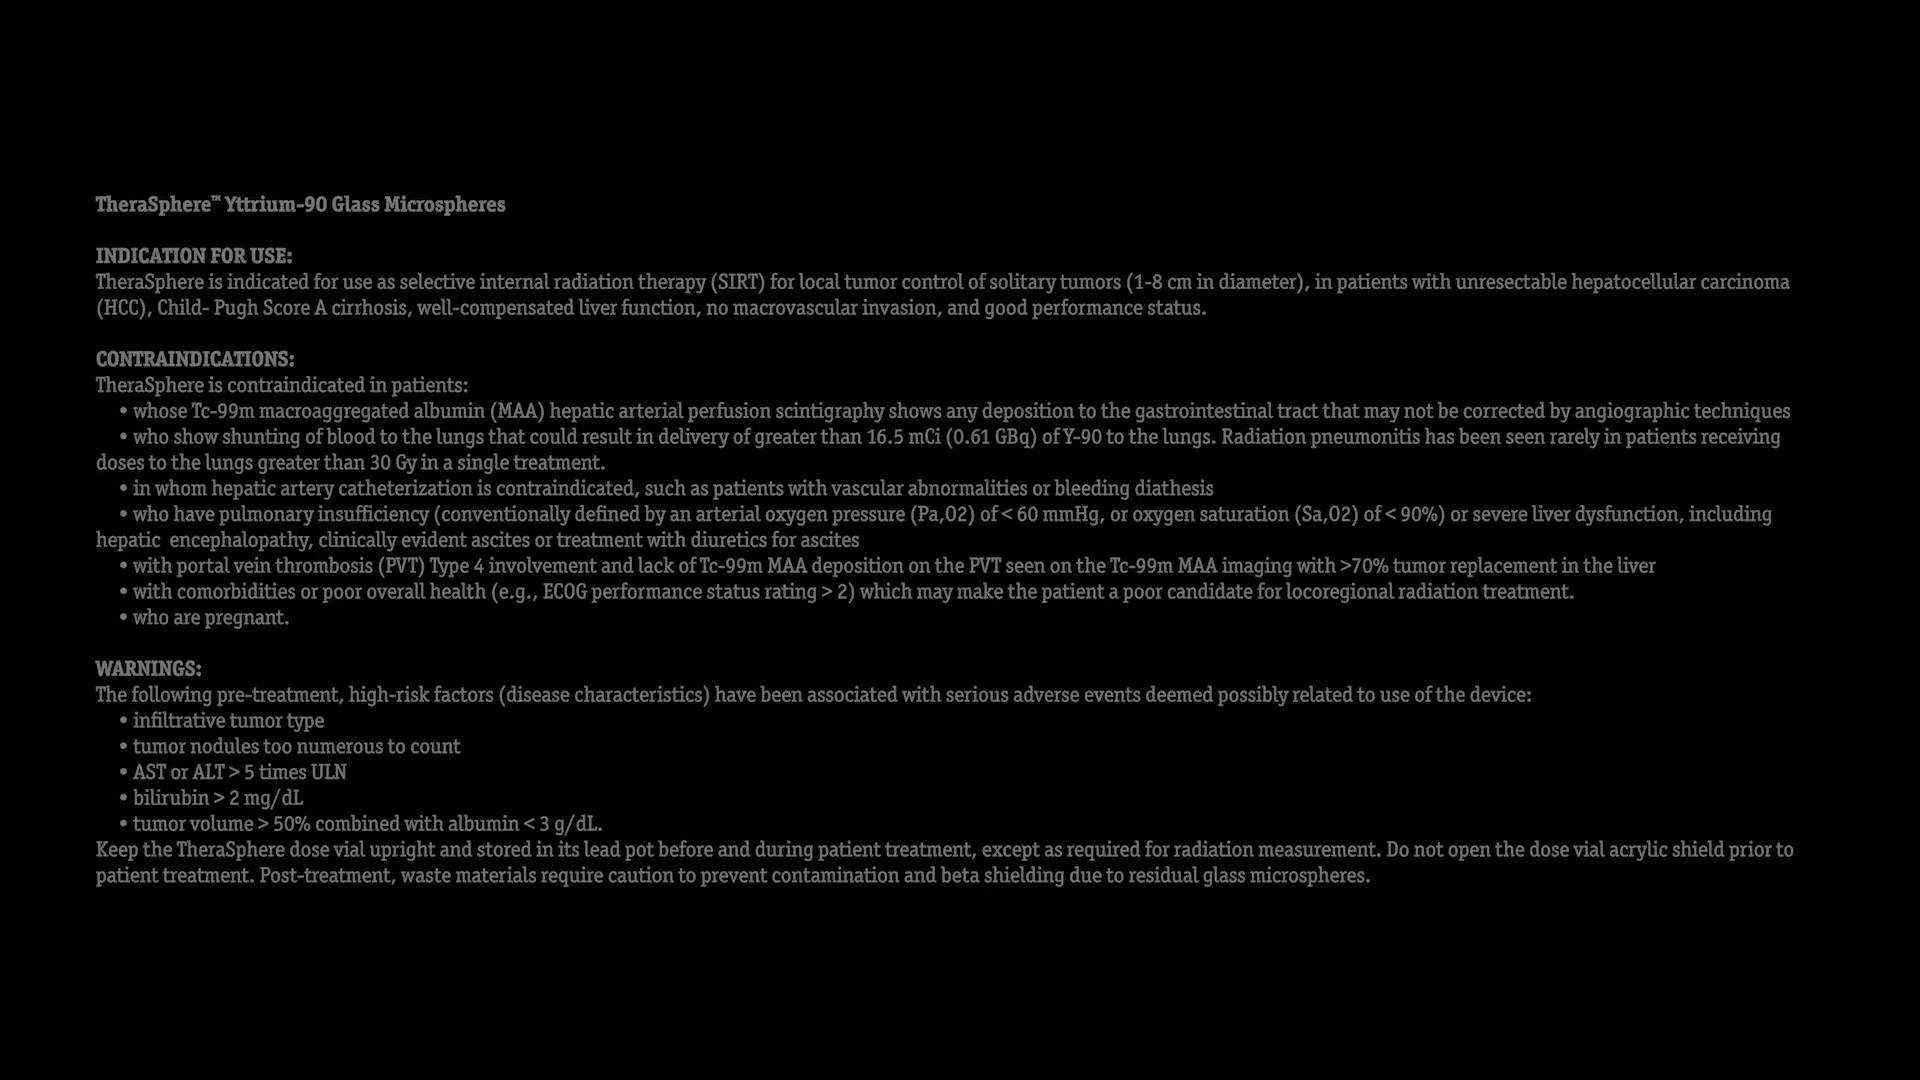 TheraSphere™ Yttrium-90 Glass Microspheres
INDICATION FOR USE:
TheraSphere is indicated for use as selective internal radiation therapy (SIRT) for local tumor control of solitary tumors (1-8 cm in diameter), in patients with unresectable hepatocellular carcinoma
(HCC), Child- Pugh Score A cirrhosis, well-compensated liver function, no macrovascular invasion, and good performance status.
CONTRAINDICATIONS:
TheraSphere is contraindicated in patients:
• whose Tc-99m macroaggregated albumin (MAA) hepatic arterial perfusion scintigraphy shows any deposition to the gastrointestinal tract that may not be corrected by angiographic techniques
• who show shunting of blood to the lungs that could result in delivery of greater than 16.5 mCi (0.61 GBq) of Y-90 to the lungs. Radiation pneumonitis has been seen rarely in patients receiving
doses to the lungs greater than 30 Gy in a single treatment.
• in whom hepatic artery catheterization is contraindicated, such as patients with vascular abnormalities or bleeding diathesis
• who have pulmonary insufficiency (conventionally defined by an arterial oxygen pressure (Pa,O2) of < 60 mmHg, or oxygen saturation (Sa,O2) of < 90%) or severe liver dysfunction, including
hepatic encephalopathy, clinically evident ascites or treatment with diuretics for ascites
• with portal vein thrombosis (PVT) Type 4 involvement and lack of Tc-99m MAA deposition on the PVT seen on the Tc-99m MAA imaging with >70% tumor replacement in the liver
• with comorbidities or poor overall health (e.g., ECOG performance status rating > 2) which may make the patient a poor candidate for locoregional radiation treatment.
• who are pregnant.
WARNINGS:
The following pre-treatment, high-risk factors (disease characteristics) have been associated with serious adverse events deemed possibly related to use of the device:
• infiltrative tumor type
• tumor nodules too numerous to count
• AST or ALT > 5 times ULN
• bilirubin > 2 mg/dL
• tumor volume > 50% combined with albumin < 3 g/dL.
Keep the TheraSphere dose vial upright and stored in its lead pot before and during patient treatment, except as required for radiation measurement. Do not open the dose vial acrylic shield prior to
patient treatment. Post-treatment, waste materials require caution to prevent contamination and beta shielding due to residual glass microspheres.